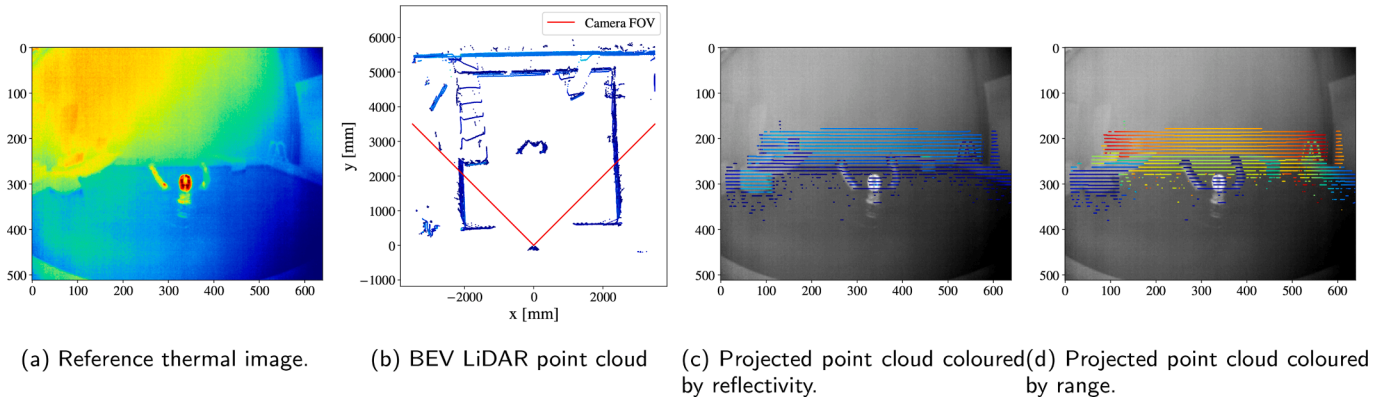 0
100
200
300
400
500
0 100 200 300 400 500 600
Camera FOV
6000
5000
4000
3000
2000
1000
0
−1000
y [mm]
−2000 0 2000
x [mm]
0
100
200
300
400
500
0 100 200 300 400 500 600
0
100
200
300
400
500
0 100 200 300 400 500 600
(a) Reference thermal image.
(b) BEV LiDAR point cloud
(c) Projected point cloud coloured
by reflectivity.
(d) Projected point cloud coloured
by range.